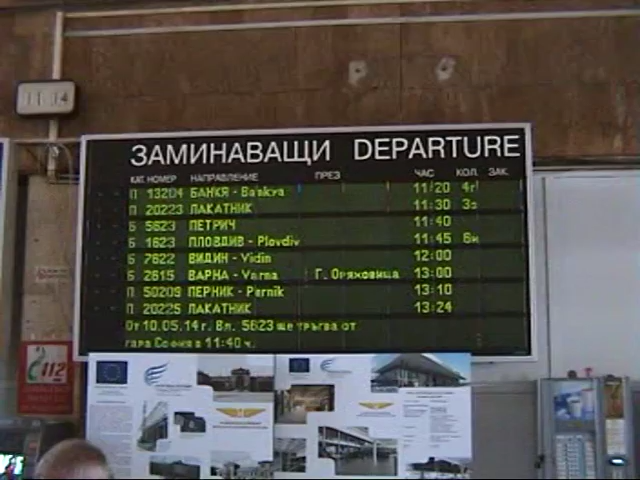 11:14
ЗАМИНАВАЩИ DEPARTURE
КАТ. НОМЕР НАПРАВЛЕНИЕ ПРЕЗ ЧАС КОЛ. ЗАК.
П 13204 БАНКЯ - Bankya 11:20 4г
П 20223 ЛАКАТНИК 11:30 3з
Б 5623 ПЕТРИЧ 11:40
Б 1623 ПЛОВДИВ - Plovdiv 11:45 6и
Б 7622 ВИДИН - Vidin 12:00
Б 2615 ВАРНА - Varna Г. Оряховица 13:00
П 50209 ПЕРНИК - Pernik 13:10
П 20225 ЛАКАТНИК 13:24
От 10.05.14г. Вл. 5623 ще тръгва от
гара София в 11:40 ч.
112